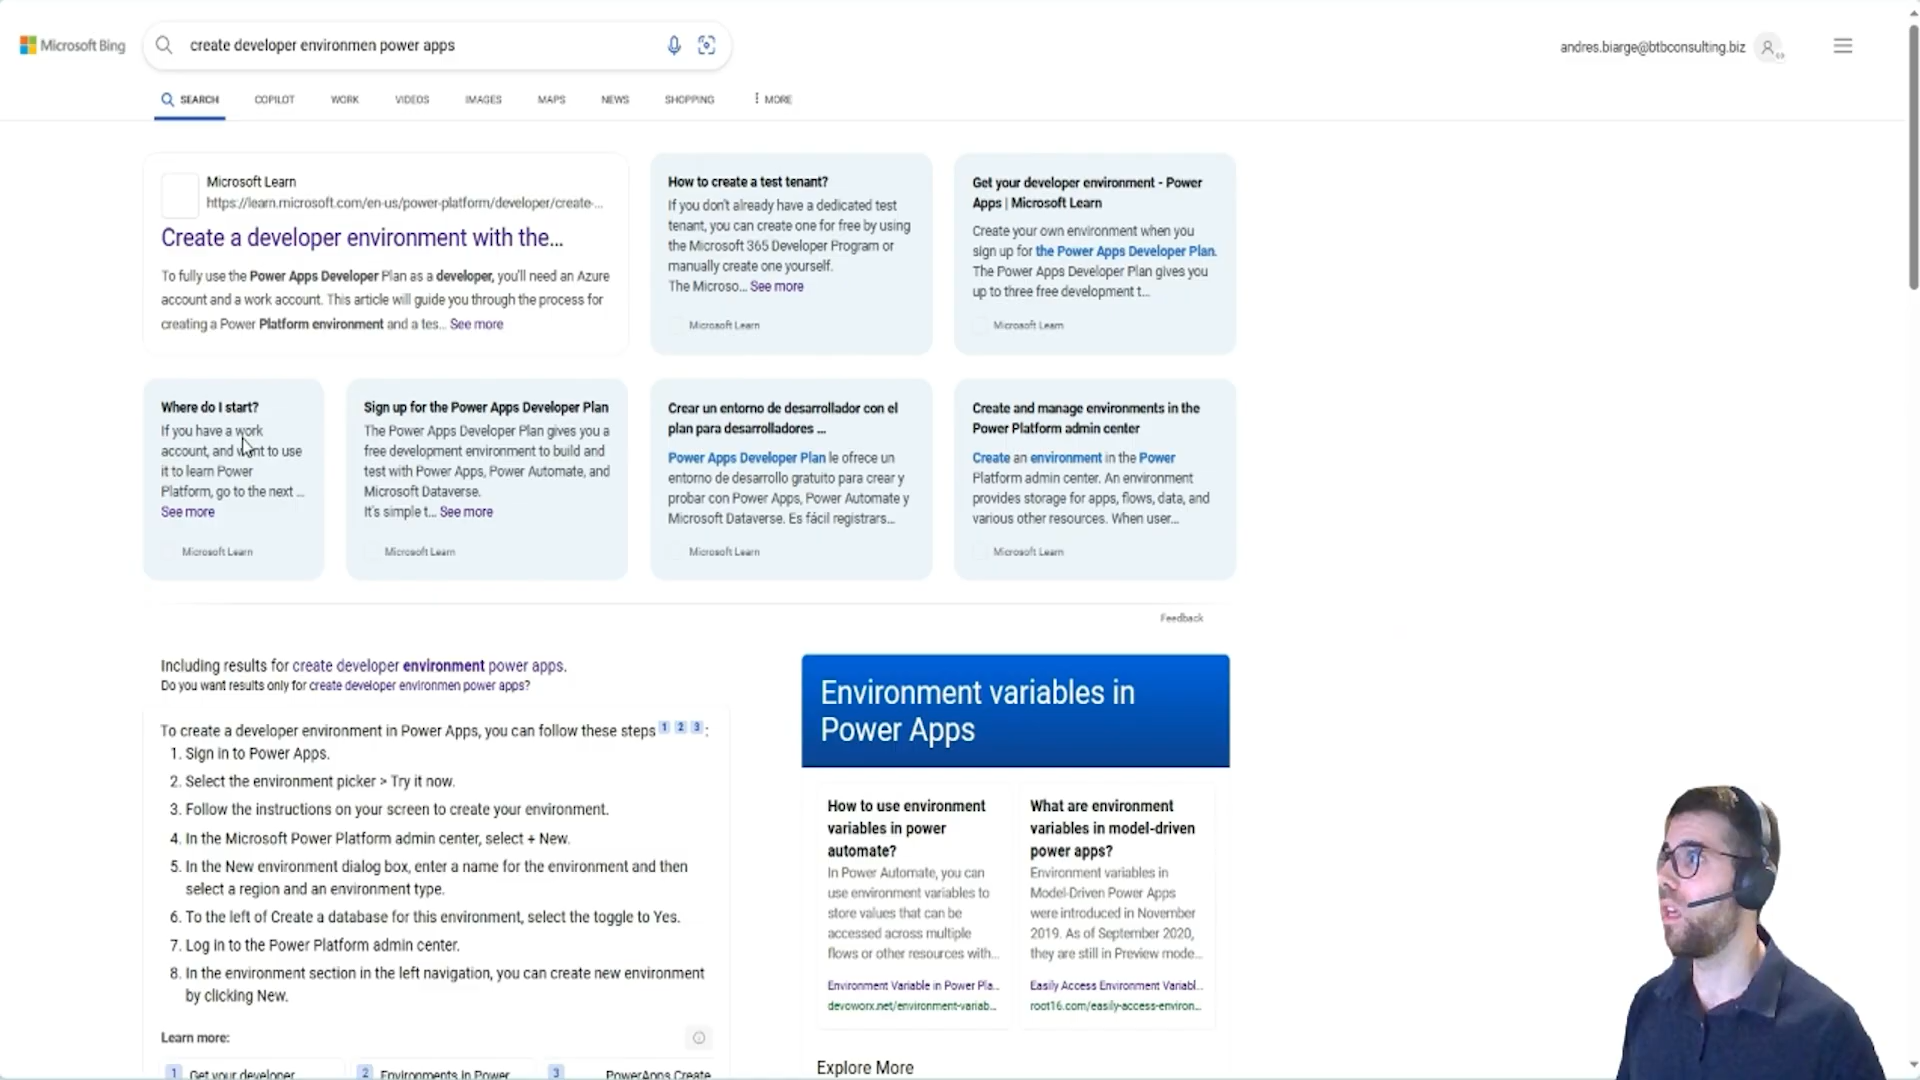 Microsoft Bing
create developer environmen power apps
andres.biarge@btbconsulting.biz
SEARCH
COPILOT
WORK
VIDEOS
IMAGES
MAPS
NEWS
SHOPPING
MORE
Microsoft Learn
https://learn.microsoft.com/en-us/power-platform/developer/create-...
Create a developer environment with the...
To fully use the Power Apps Developer Plan as a developer, you'll need an Azure
account and a work account. This article will guide you through the process for
creating a Power Platform environment and a tes... See more
How to create a test tenant?
If you don't already have a dedicated test
tenant, you can create one for free by using
the Microsoft 365 Developer Program or
manually create one yourself.
The Microso... See more
Microsoft Learn
Get your developer environment - Power
Apps | Microsoft Learn
Create your own environment when you
sign up for the Power Apps Developer Plan.
The Power Apps Developer Plan gives you
up to three free development t...
Microsoft Learn
Where do I start?
If you have a work
account, and want to use
it to learn Power
Platform, go to the next ...
See more
Microsoft Learn
Sign up for the Power Apps Developer Plan
The Power Apps Developer Plan gives you a
free development environment to build and
test with Power Apps, Power Automate, and
Microsoft Dataverse.
It's simple t... See more
Microsoft Learn
Crear un entorno de desarrollador con el
plan para desarrolladores ...
Power Apps Developer Plan le ofrece un
entorno de desarrollo gratuito para crear y
probar con Power Apps, Power Automate y
Microsoft Dataverse. Es fácil registrars...
Microsoft Learn
Create and manage environments in the
Power Platform admin center
Create an environment in the Power
Platform admin center. An environment
provides storage for apps, flows, data, and
various other resources. When user...
Microsoft Learn
Feedback
Including results for create developer environment power apps.
Do you want results only for create developer environmen power apps?
To create a developer environment in Power Apps, you can follow these steps 1 2 3 :
1. Sign in to Power Apps.
2. Select the environment picker > Try it now.
3. Follow the instructions on your screen to create your environment.
4. In the Microsoft Power Platform admin center, select + New.
5. In the New environment dialog box, enter a name for the environment and then
select a region and an environment type.
6. To the left of Create a database for this environment, select the toggle to Yes.
7. Log in to the Power Platform admin center.
8. In the environment section in the left navigation, you can create new environment
by clicking New.
Learn more:
1 Get your developer
2 Environments in Power
3 PowerApps Create
Environment variables in
Power Apps
How to use environment
variables in power
automate?
In Power Automate, you can
use environment variables to
store values that can be
accessed across multiple
flows or other resources with...
Environment Variable in Power Pla...
devoworx.net/environment-variab...
What are environment
variables in model-driven
power apps?
Environment variables in
Model-Driven Power Apps
were introduced in November
2019. As of September 2020,
they are still in Preview mode...
Easily Access Environment Variabl...
root16.com/easily-access-environ...
Explore More